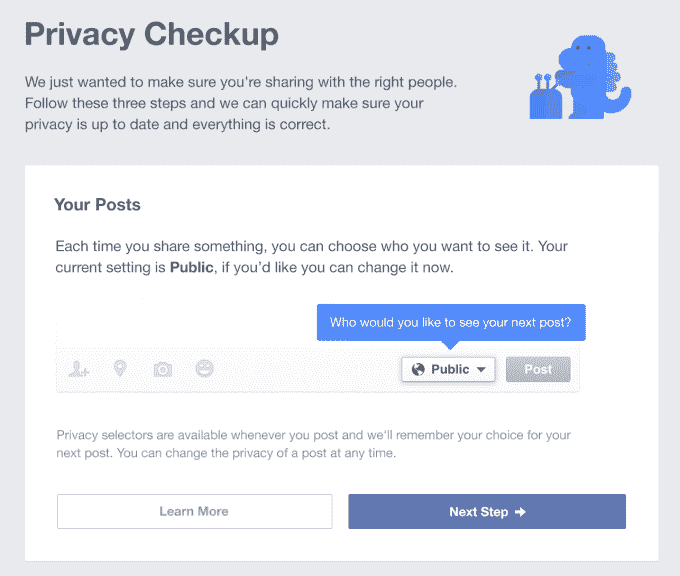 Privacy Checkup
We just wanted to make sure you're sharing with the right people.
Follow these three steps and we can quickly make sure your
privacy is up to date and everything is correct.
Your Posts
Each time you share something, you can choose who you want to see it. Your
current setting is Public, if you'd like you can change it now.
Who would you like to see your next post?
Public Post
Privacy selectors are available whenever you post and we'll remember your choice for your
next post. You can change the privacy of a post at any time.
Learn More Next Step